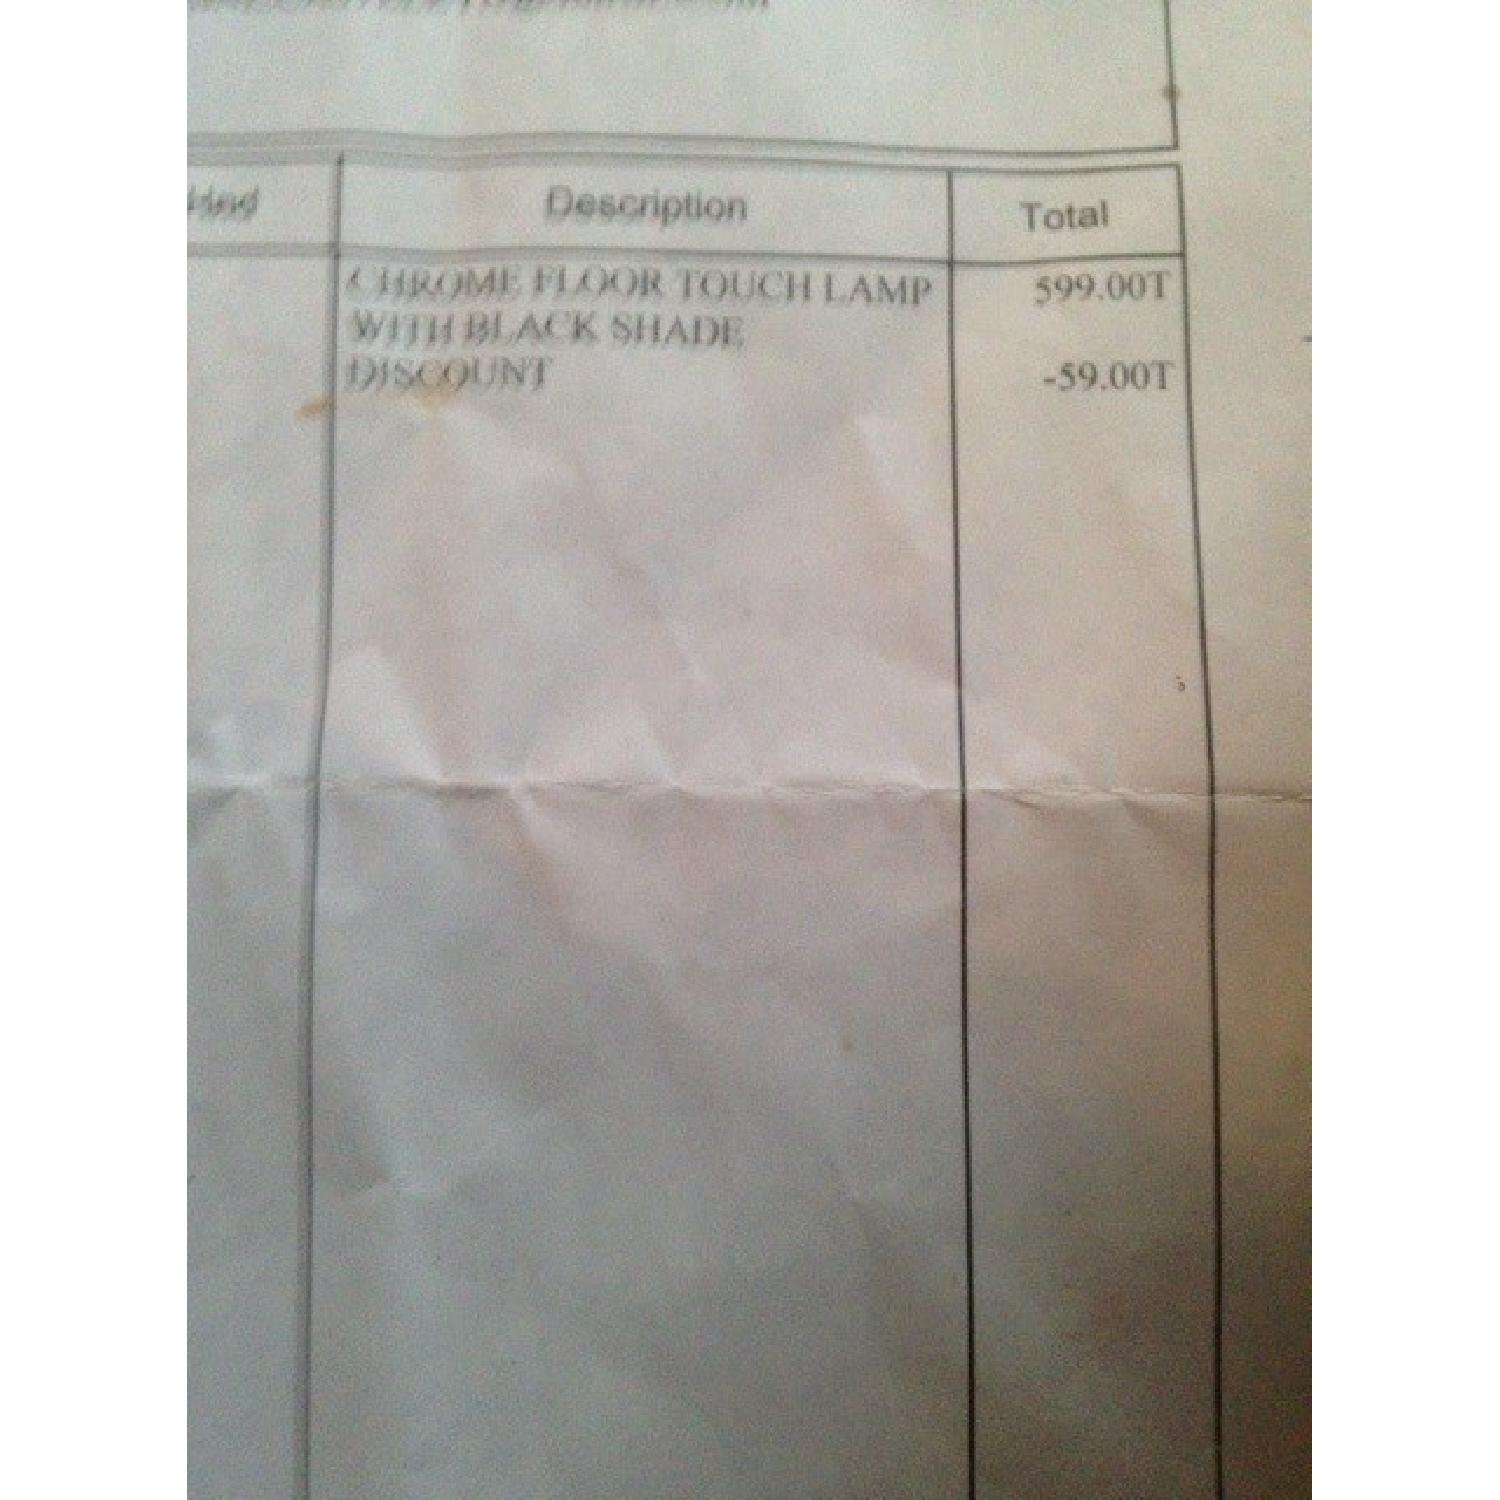 Description Total
CHROME FLOOR TOUCH LAMP 599.00T
WITH BLACK SHADE
DISCOUNT -59.00T